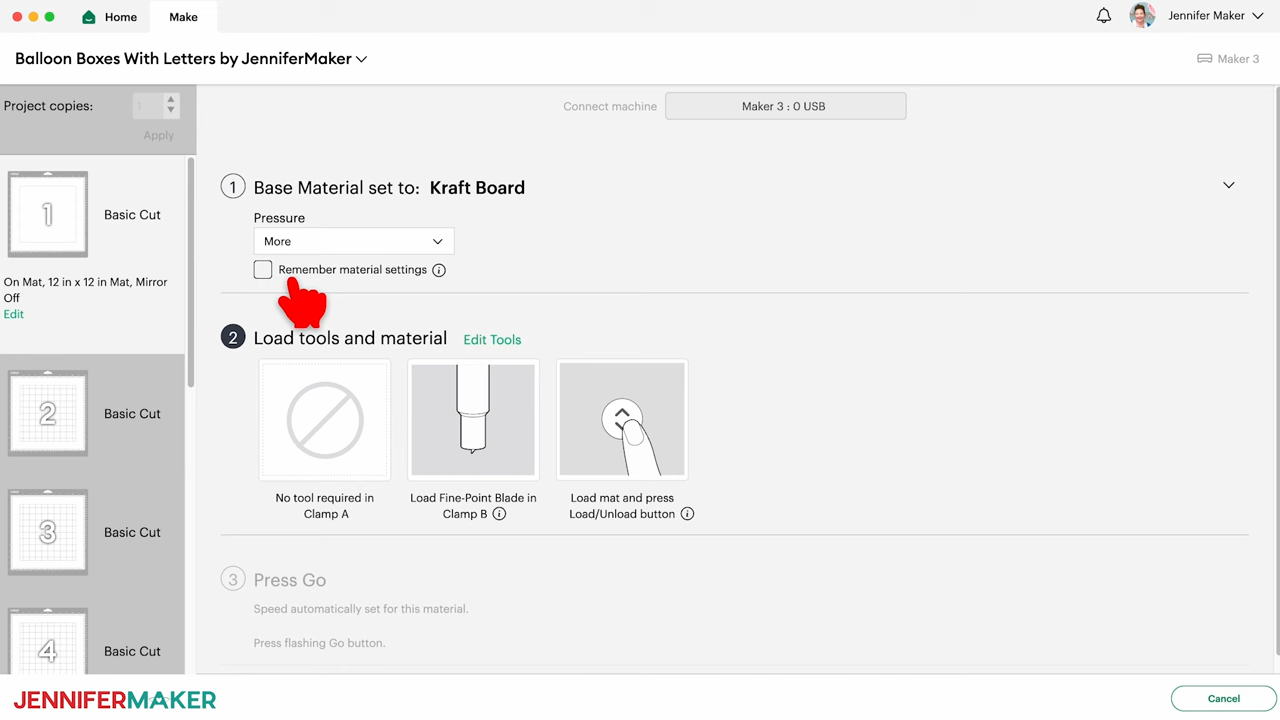 Home
Make
Jennifer Maker
Balloon Boxes With Letters by JenniferMaker
Maker 3
Project copies:
1
Apply
Connect machine
Maker 3 : 0 USB
1
Basic Cut
On Mat, 12 in x 12 in Mat, Mirror
Off
Edit
2
Basic Cut
3
Basic Cut
4
Basic Cut
1
Base Material set to: Kraft Board
Pressure
More
Remember material settings
2
Load tools and material
Edit Tools
No tool required in
Clamp A
Load Fine-Point Blade in
Clamp B
Load mat and press
Load/Unload button
3
Press Go
Speed automatically set for this material.
Press flashing Go button.
JENNIFERMAKER
Cancel